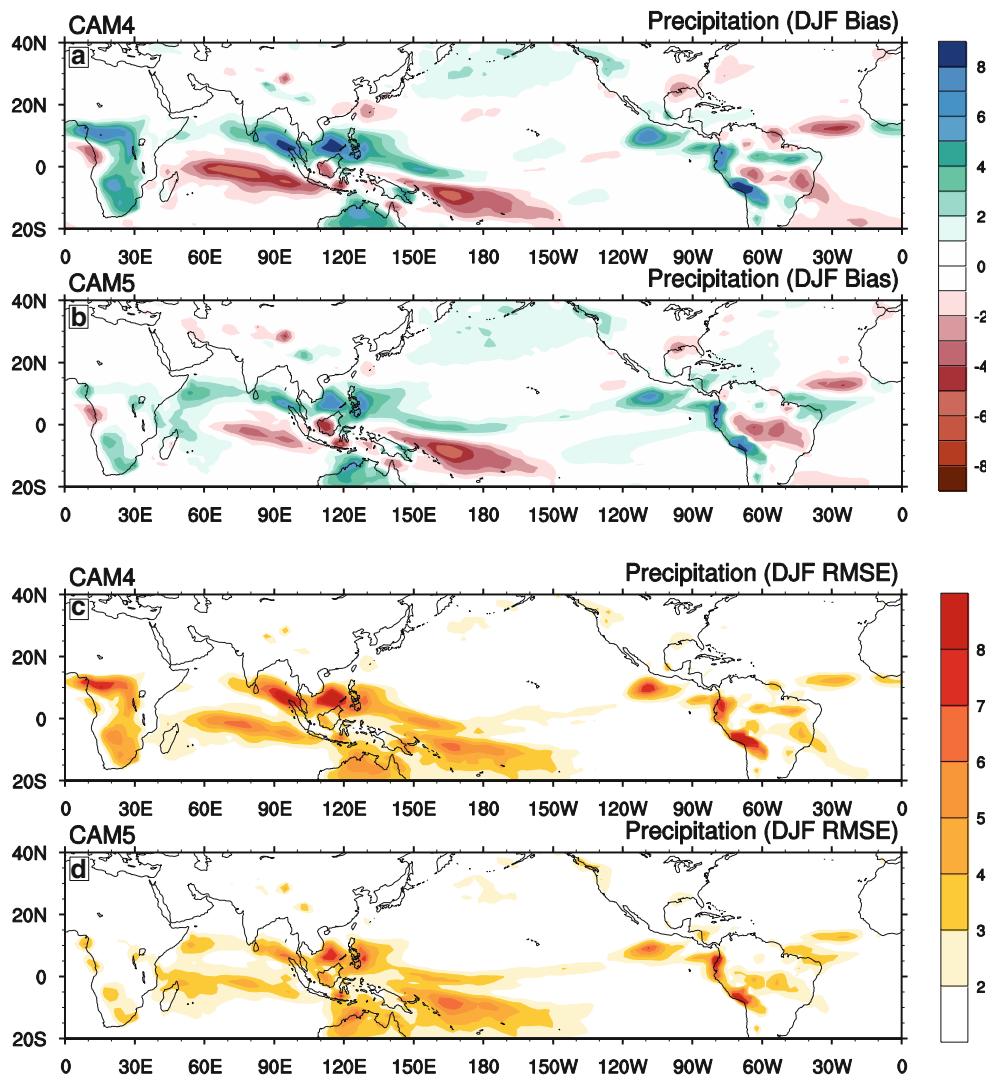 CAM4 Precipitation (DJF Bias)
a
40N
20N
0
20S
0 30E 60E 90E 120E 150E 180 150W 120W 90W 60W 30W 0
CAM5 Precipitation (DJF Bias)
b
40N
20N
0
20S
0 30E 60E 90E 120E 150E 180 150W 120W 90W 60W 30W 0
8
6
4
2
0
-2
-4
-6
-8
CAM4 Precipitation (DJF RMSE)
c
40N
20N
0
20S
0 30E 60E 90E 120E 150E 180 150W 120W 90W 60W 30W 0
CAM5 Precipitation (DJF RMSE)
d
40N
20N
0
20S
0 30E 60E 90E 120E 150E 180 150W 120W 90W 60W 30W 0
8
7
6
5
4
3
2